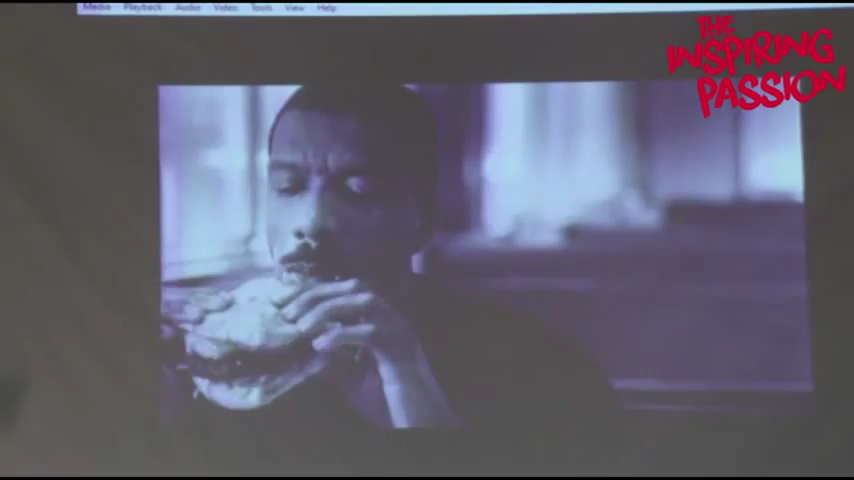 Media Playback Audio Video Tools View Help
THE
INSPIRING
PASSION